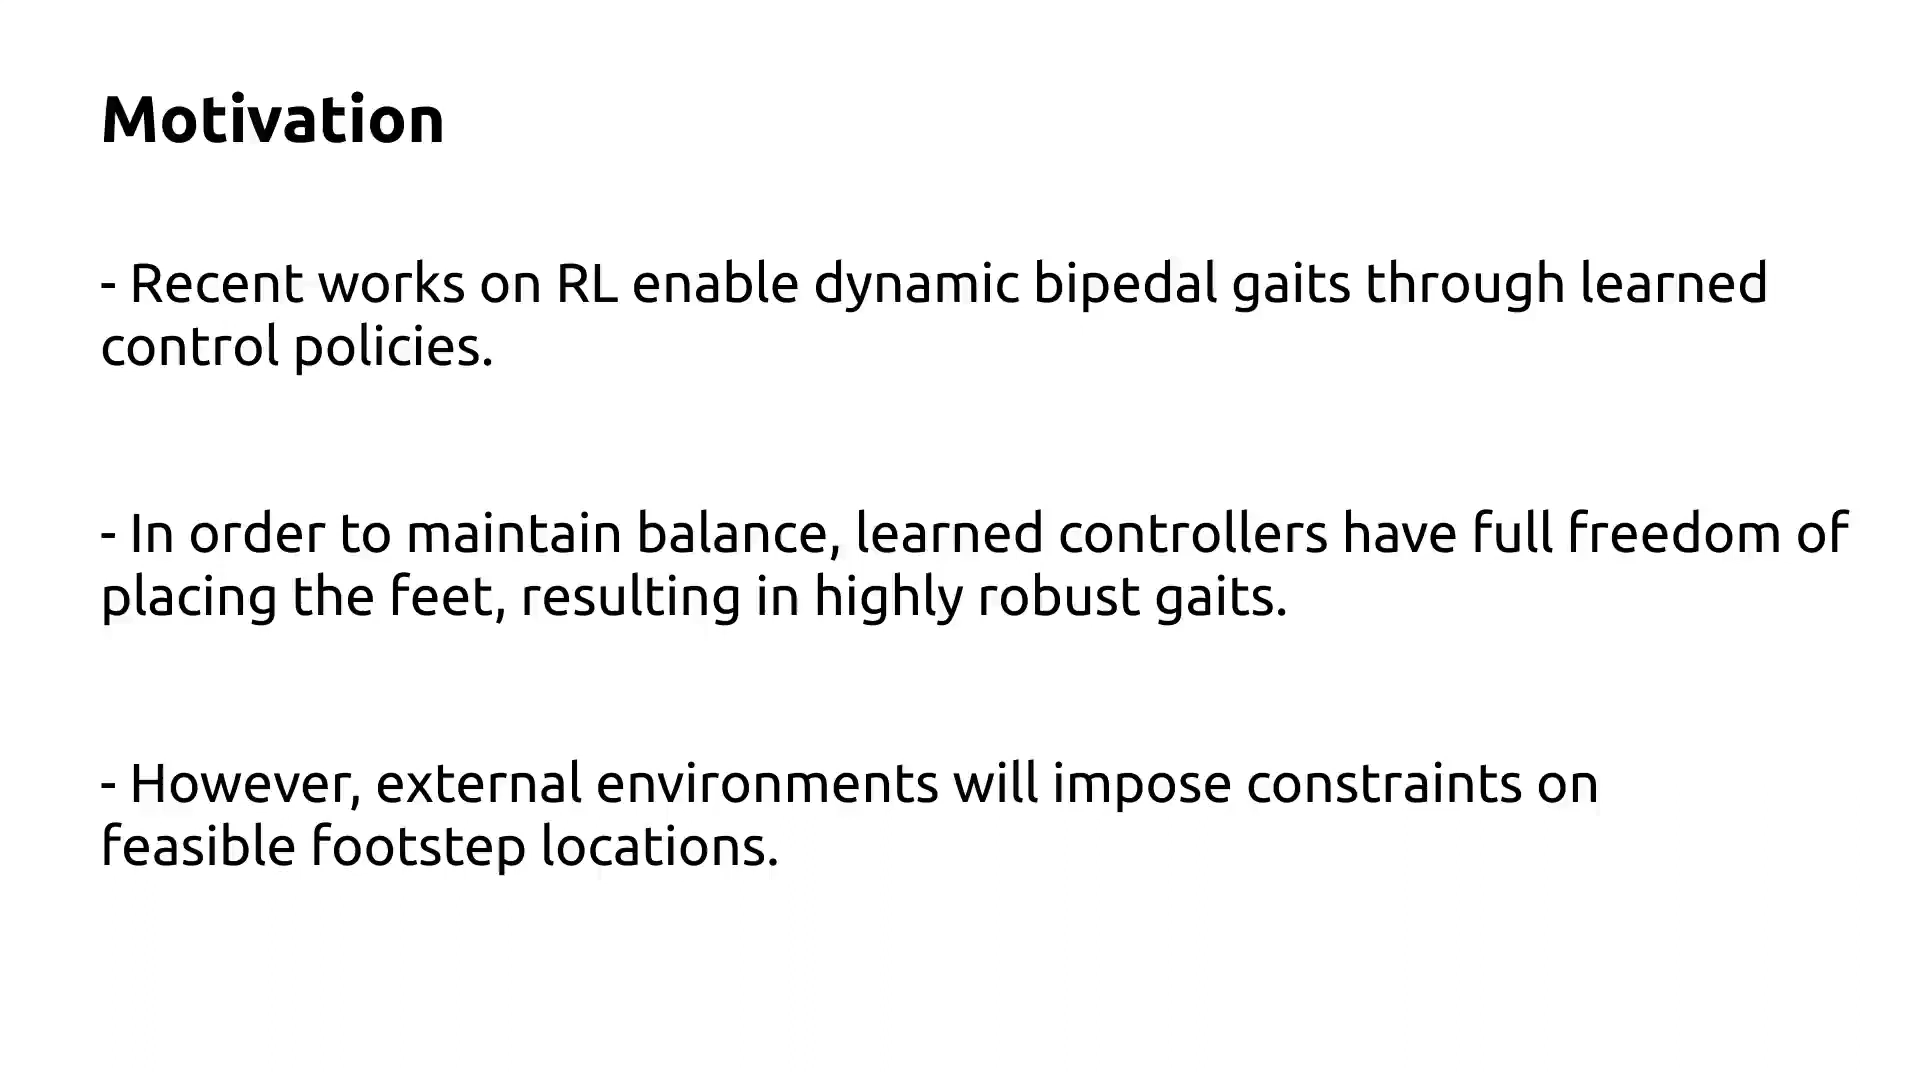 Motivation
- Recent works on RL enable dynamic bipedal gaits through learned
control policies.
- In order to maintain balance, learned controllers have full freedom of
placing the feet, resulting in highly robust gaits.
- However, external environments will impose constraints on
feasible footstep locations.